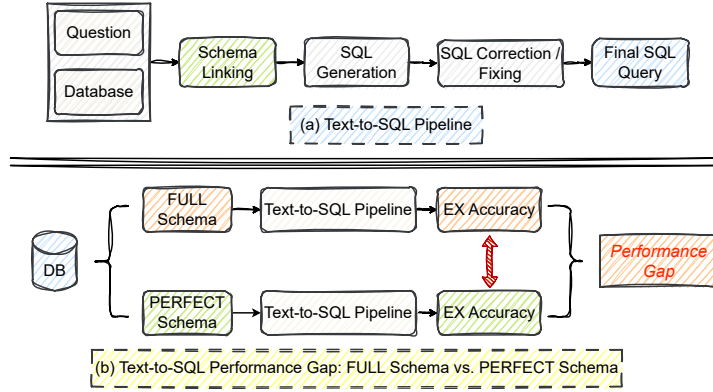 Question
Database
Schema
Linking
SQL
Generation
SQL Correction /
Fixing
Final SQL
Query
(a) Text-to-SQL Pipeline
DB
FULL
Schema
Text-to-SQL Pipeline
EX Accuracy
PERFECT
Schema
Text-to-SQL Pipeline
EX Accuracy
Performance
Gap
(b) Text-to-SQL Performance Gap: FULL Schema vs. PERFECT Schema